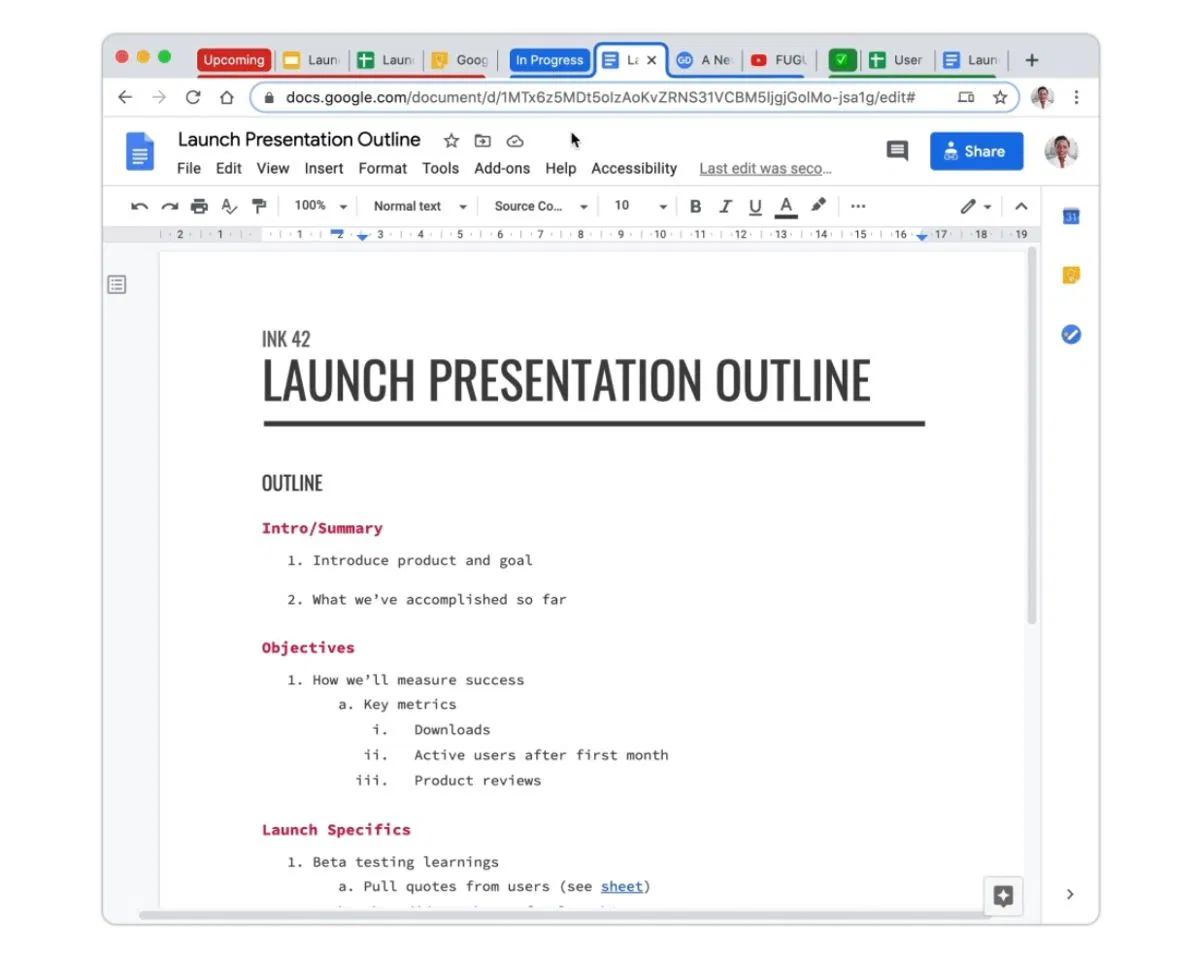 Upcoming Laun Laun Goog In Progress La A Ne FUGU User Laun
docs.google.com/document/d/1MTx6z5MDt5olzAoKvZRNS31VCBM5ljgjGolMo-jsa1g/edit#
Launch Presentation Outline
File Edit View Insert Format Tools Add-ons Help Accessibility Last edit was seco...
Share
100% Normal text Source Co... 10 B I U A
2 1 1 2 3 4 5 6 7 8 9 10 11 12 13 14 15 16 17 18 19
31
INK 42
LAUNCH PRESENTATION OUTLINE
OUTLINE
Intro/Summary
1. Introduce product and goal
2. What we’ve accomplished so far
Objectives
1. How we’ll measure success
a. Key metrics
i. Downloads
ii. Active users after first month
iii. Product reviews
Launch Specifics
1. Beta testing learnings
a. Pull quotes from users (see sheet)